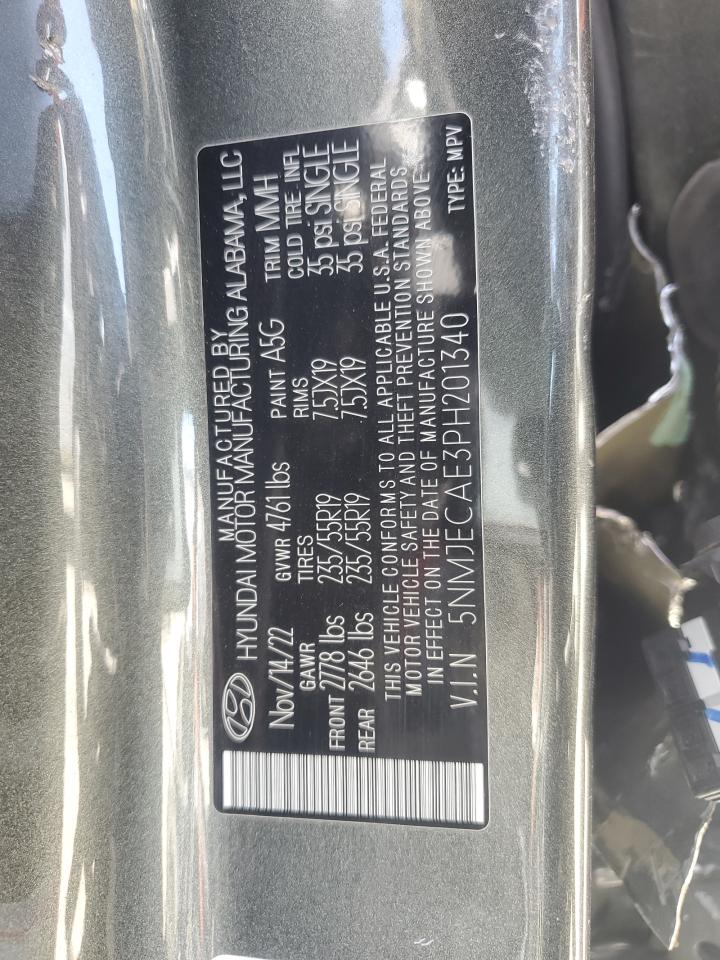 MANUFACTURED BY
HYUNDAI MOTOR MANUFACTURING ALABAMA, LLC
Nov/14/22 GVWR 4761 lbs PAINT A5G TRIM MMH
GAWR TIRES RIMS COLD TIRE INFL
FRONT 2778 lbs 235/55R19 7.5JX19 35 psi SINGLE
REAR 2646 lbs 235/55R19 7.5JX19 35 psi SINGLE
THIS VEHICLE CONFORMS TO ALL APPLICABLE U.S.A. FEDERAL
MOTOR VEHICLE SAFETY AND THEFT PREVENTION STANDARDS
IN EFFECT ON THE DATE OF MANUFACTURE SHOWN ABOVE
V.I.N 5NMJECAE3PH201340 TYPE: MPV